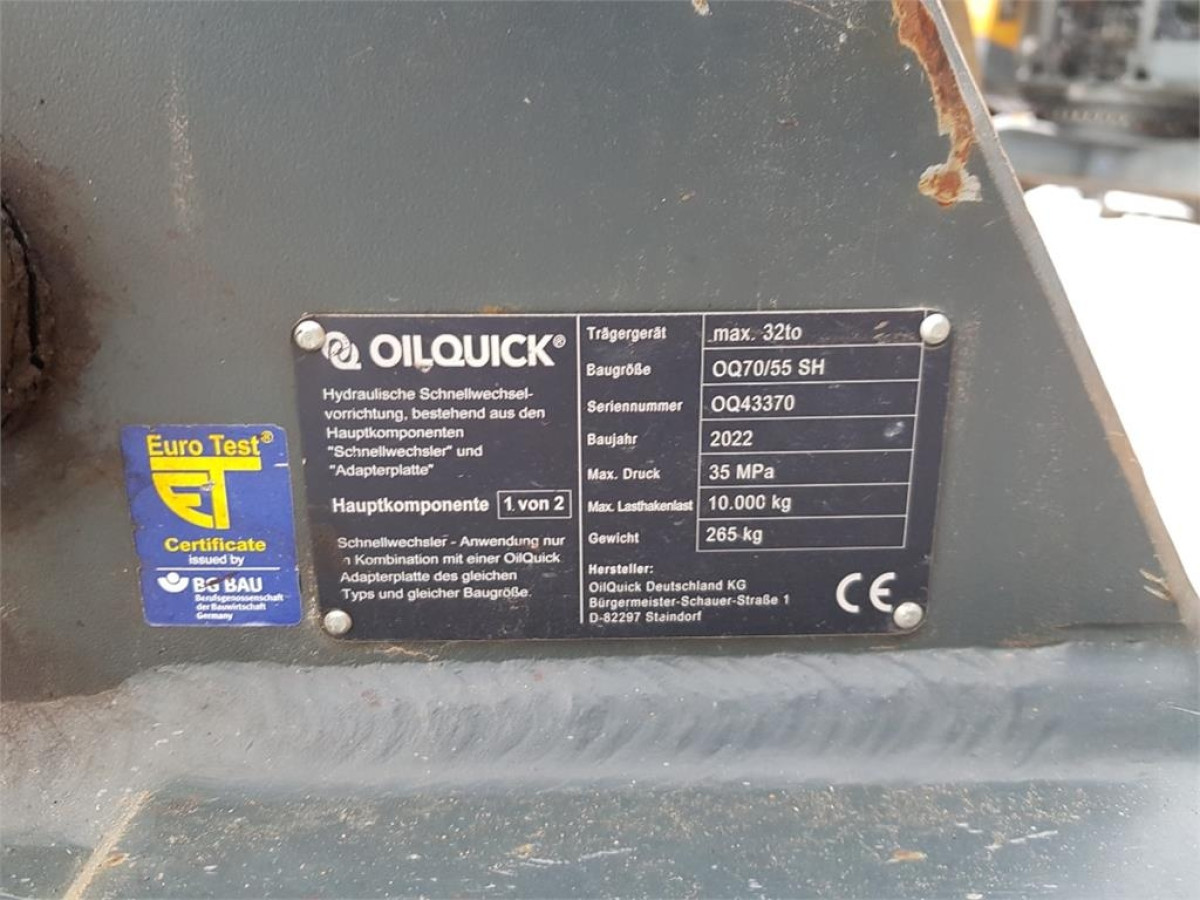 OILQUICK®
Hydraulische Schnellwechsel-
vorrichtung, bestehend aus den
Hauptkomponenten
"Schnellwechsler" und
"Adapterplatte"
Hauptkomponente 1 von 2
Schnellwechsler - Anwendung nur
in Kombination mit einer OilQuick
Adapterplatte des gleichen
Typs und gleicher Baugröße.
Trägergerät max. 32to
Baugröße OQ70/55 SH
Seriennummer OQ43370
Baujahr 2022
Max. Druck 35 MPa
Max. Lasthakenlast 10.000 kg
Gewicht 265 kg
Hersteller:
OilQuick Deutschland KG
Bürgermeister-Schauer-Straße 1
D-82297 Steindorf
CE
Euro Test®
ET
Certificate
issued by
BG BAU
Berufsgenossenschaft
der Bauwirtschaft
Germany